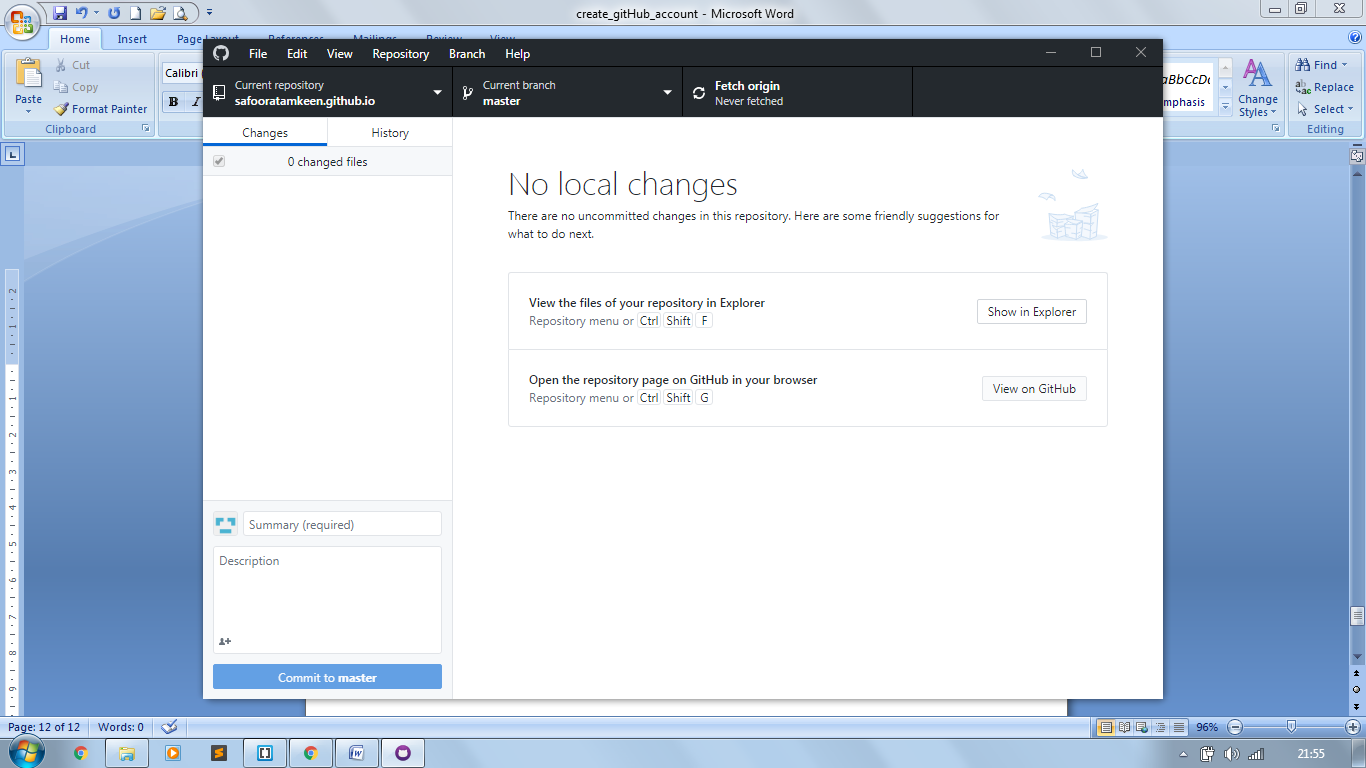 create_gitHub_account - Microsoft Word
Home Insert Page Layout References Mailings Review View
Paste
Cut
Copy
Format Painter
Clipboard
Calibri
B I
Emphasis
Change
Styles
Find
Replace
Select
Editing
File Edit View Repository Branch Help
Current repository
safooratamkeen.github.io
Current branch
master
Fetch origin
Never fetched
Changes History
0 changed files
No local changes
There are no uncommitted changes in this repository. Here are some friendly suggestions for
what to do next.
View the files of your repository in Explorer
Repository menu or Ctrl Shift F
Show in Explorer
Open the repository page on GitHub in your browser
Repository menu or Ctrl Shift G
View on GitHub
Summary (required)
Description
Commit to master
Page: 12 of 12 Words: 0
96%
21:55